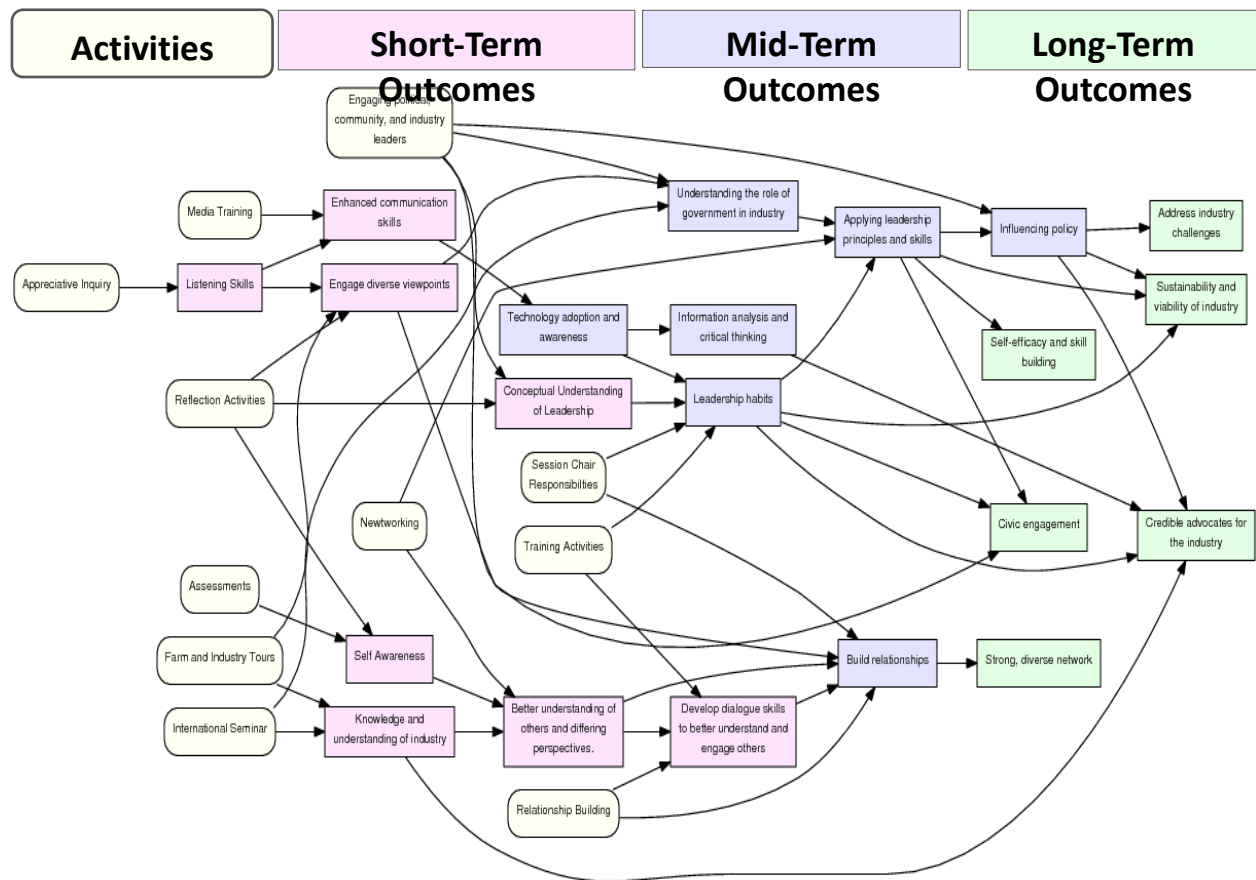 Activities
Short-Term
Outcomes
Mid-Term
Outcomes
Long-Term
Outcomes
Engaging political,
community, and industry
leaders
Media Training
Enhanced communication
skills
Understanding the role of
government in industry
Applying leadership
principles and skills
Influencing policy
Address industry
challenges
Appreciative Inquiry
Listening Skills
Engage diverse viewpoints
Sustainability and
viability of industry
Technology adoption and
awareness
Information analysis and
critical thinking
Self-efficacy and skill
building
Reflection Activities
Conceptual Understanding
of Leadership
Leadership habits
Session Chair
Responsibilties
Newtworking
Training Activities
Civic engagement
Credible advocates for
the industry
Assessments
Farm and Industry Tours
Self Awareness
Build relationships
Strong, diverse network
International Seminar
Knowledge and
understanding of industry
Better understanding of
others and differing
perspectives.
Develop dialogue skills
to better understand and
engage others
Relationship Building